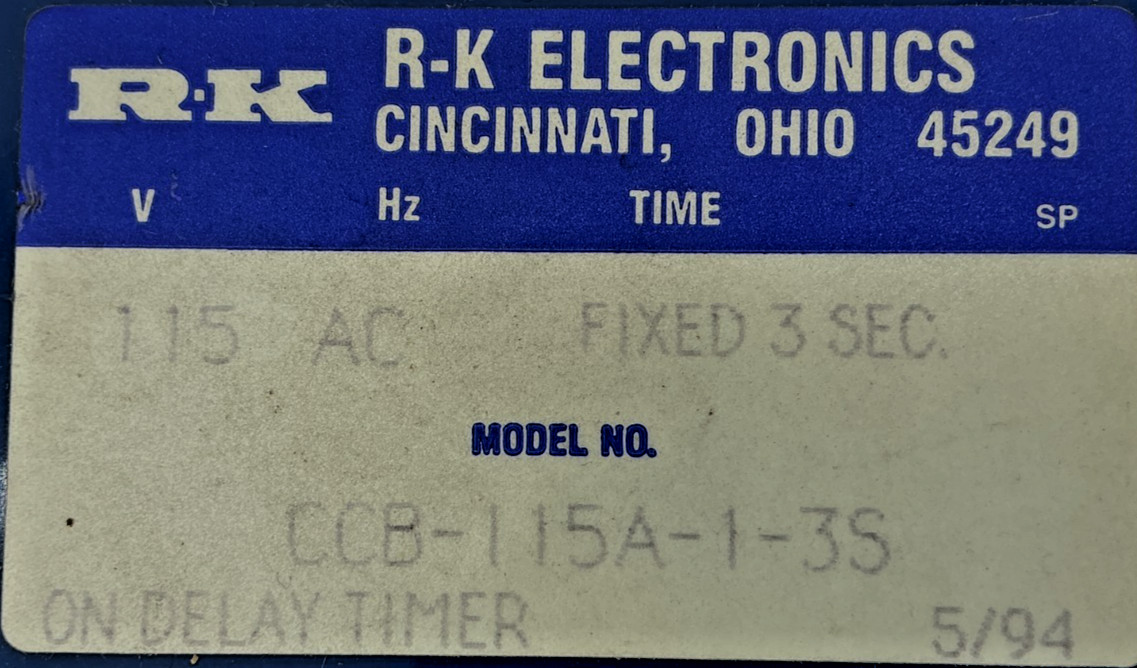 R-K R-K ELECTRONICS
CINCINNATI, OHIO 45249
V Hz TIME SP
115 AC FIXED 3 SEC.
MODEL NO.
CCB-115A-1-3S
ON DELAY TIMER 5/94